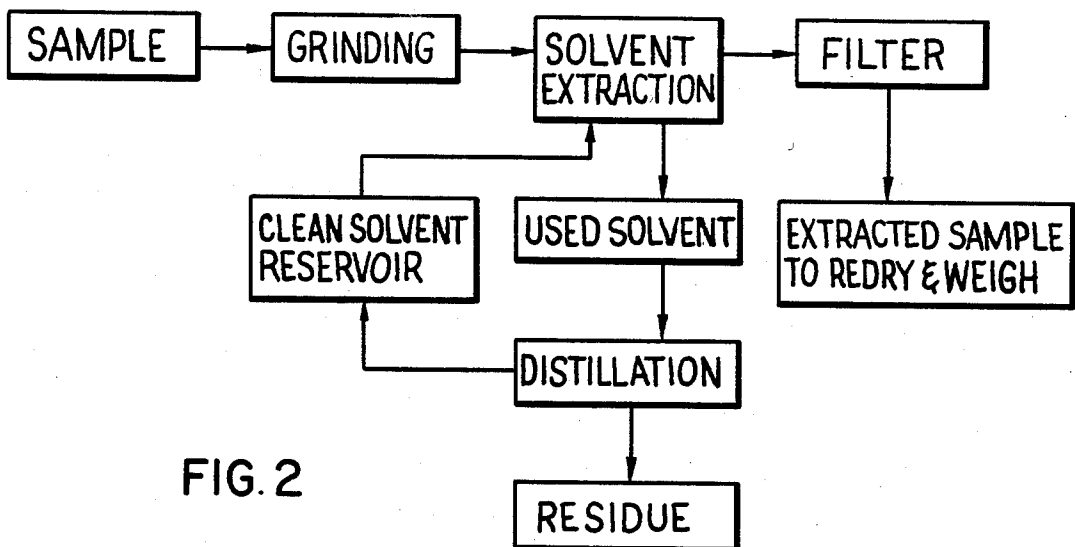 SAMPLE
GRINDING
SOLVENT
EXTRACTION
FILTER
CLEAN SOLVENT
RESERVOIR
USED SOLVENT
EXTRACTED SAMPLE
TO REDRY & WEIGH
DISTILLATION
RESIDUE
FIG. 2